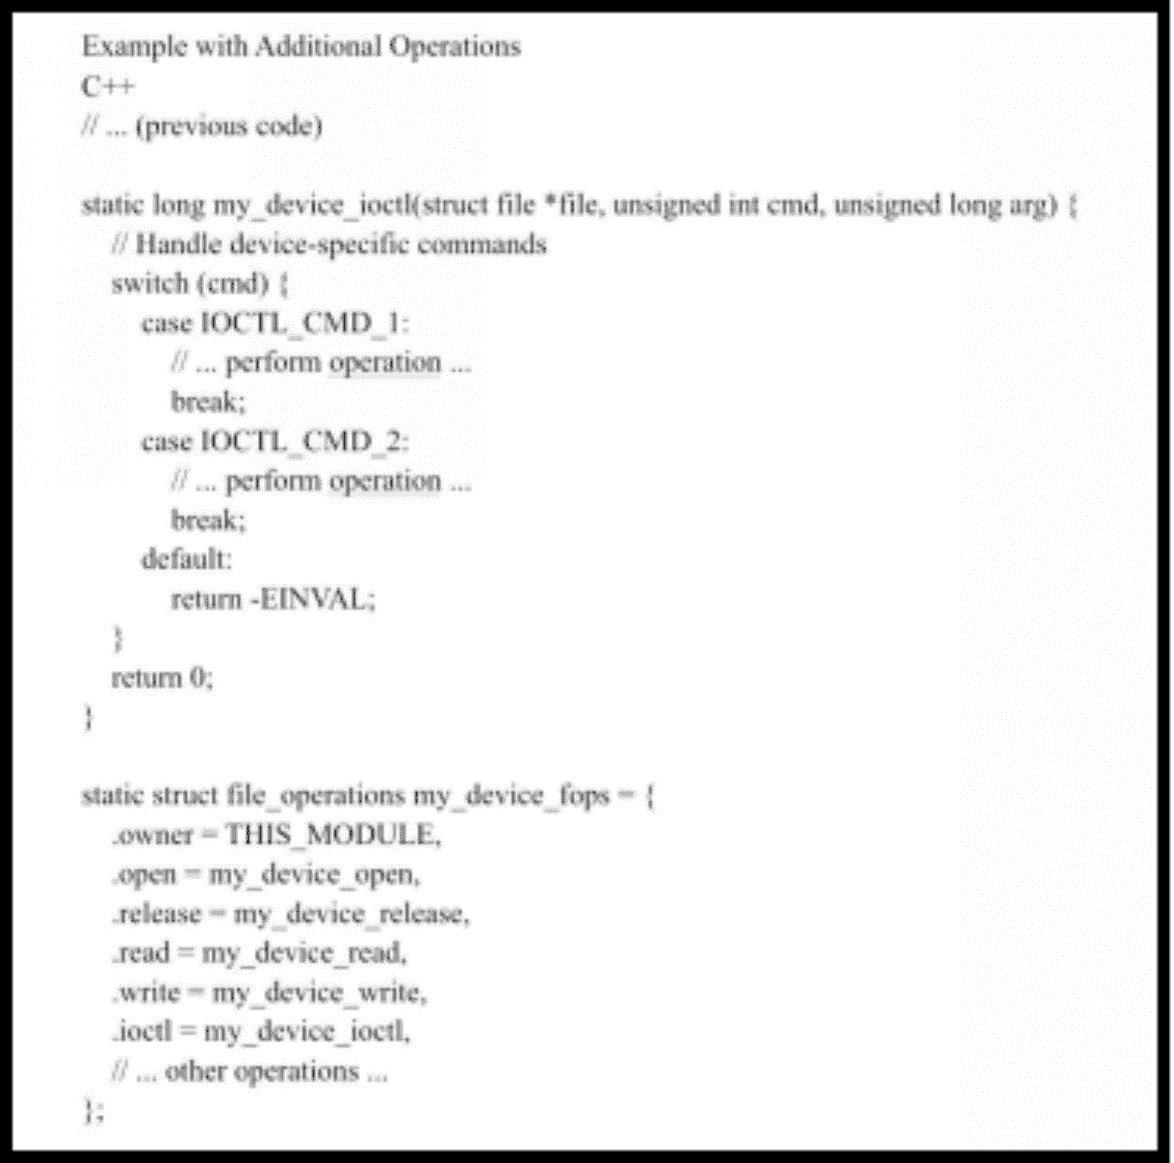 Example with Additional Operations
C++
// ... (previous code)
static long my_device_ioctl(struct file *file, unsigned int cmd, unsigned long arg) {
// Handle device-specific commands
switch (cmd) {
case IOCTL_CMD_1:
// ... perform operation ...
break;
case IOCTL_CMD_2:
// ... perform operation ...
break;
default:
return -EINVAL;
}
return 0;
}
static struct file_operations my_device_fops = {
.owner = THIS_MODULE,
.open = my_device_open,
.release = my_device_release,
.read = my_device_read,
.write = my_device_write,
.ioctl = my_device_ioctl,
// ... other operations ...
};